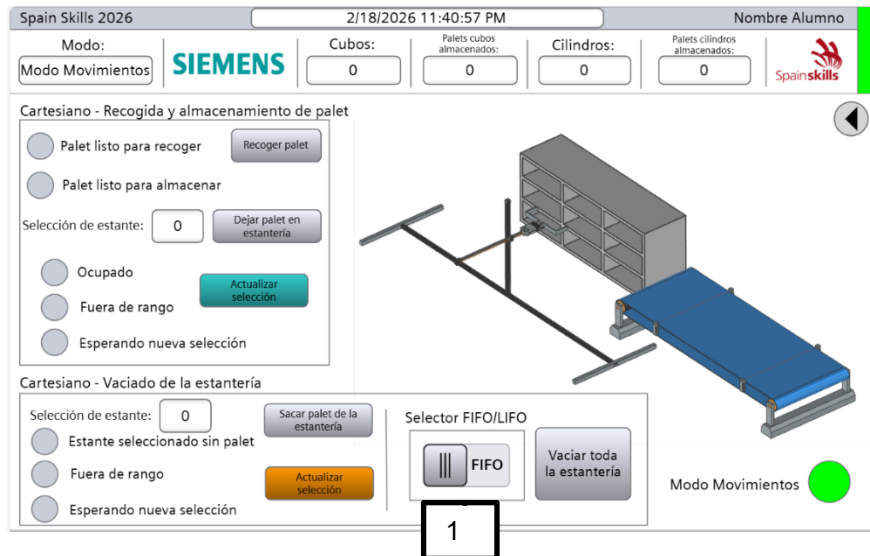 Spain Skills 2026
2/18/2026 11:40:57 PM
Nombre Alumno
Modo:
Modo Movimientos
SIEMENS
Cubos:
0
Palets cubos
almacenados:
0
Cilindros:
0
Palets cilindros
almacenados:
0
Spainskills
Cartesiano - Recogida y almacenamiento de palet
Palet listo para recoger
Recoger palet
Palet listo para almacenar
Selección de estante:
0
Dejar palet en
estantería
Ocupado
Actualizar
selección
Fuera de rango
Esperando nueva selección
Cartesiano - Vaciado de la estantería
Selección de estante:
0
Sacar palet de la
estantería
Estante seleccionado sin palet
Fuera de rango
Actualizar
selección
Esperando nueva selección
Selector FIFO/LIFO
FIFO
Vaciar toda
la estantería
Modo Movimientos
1